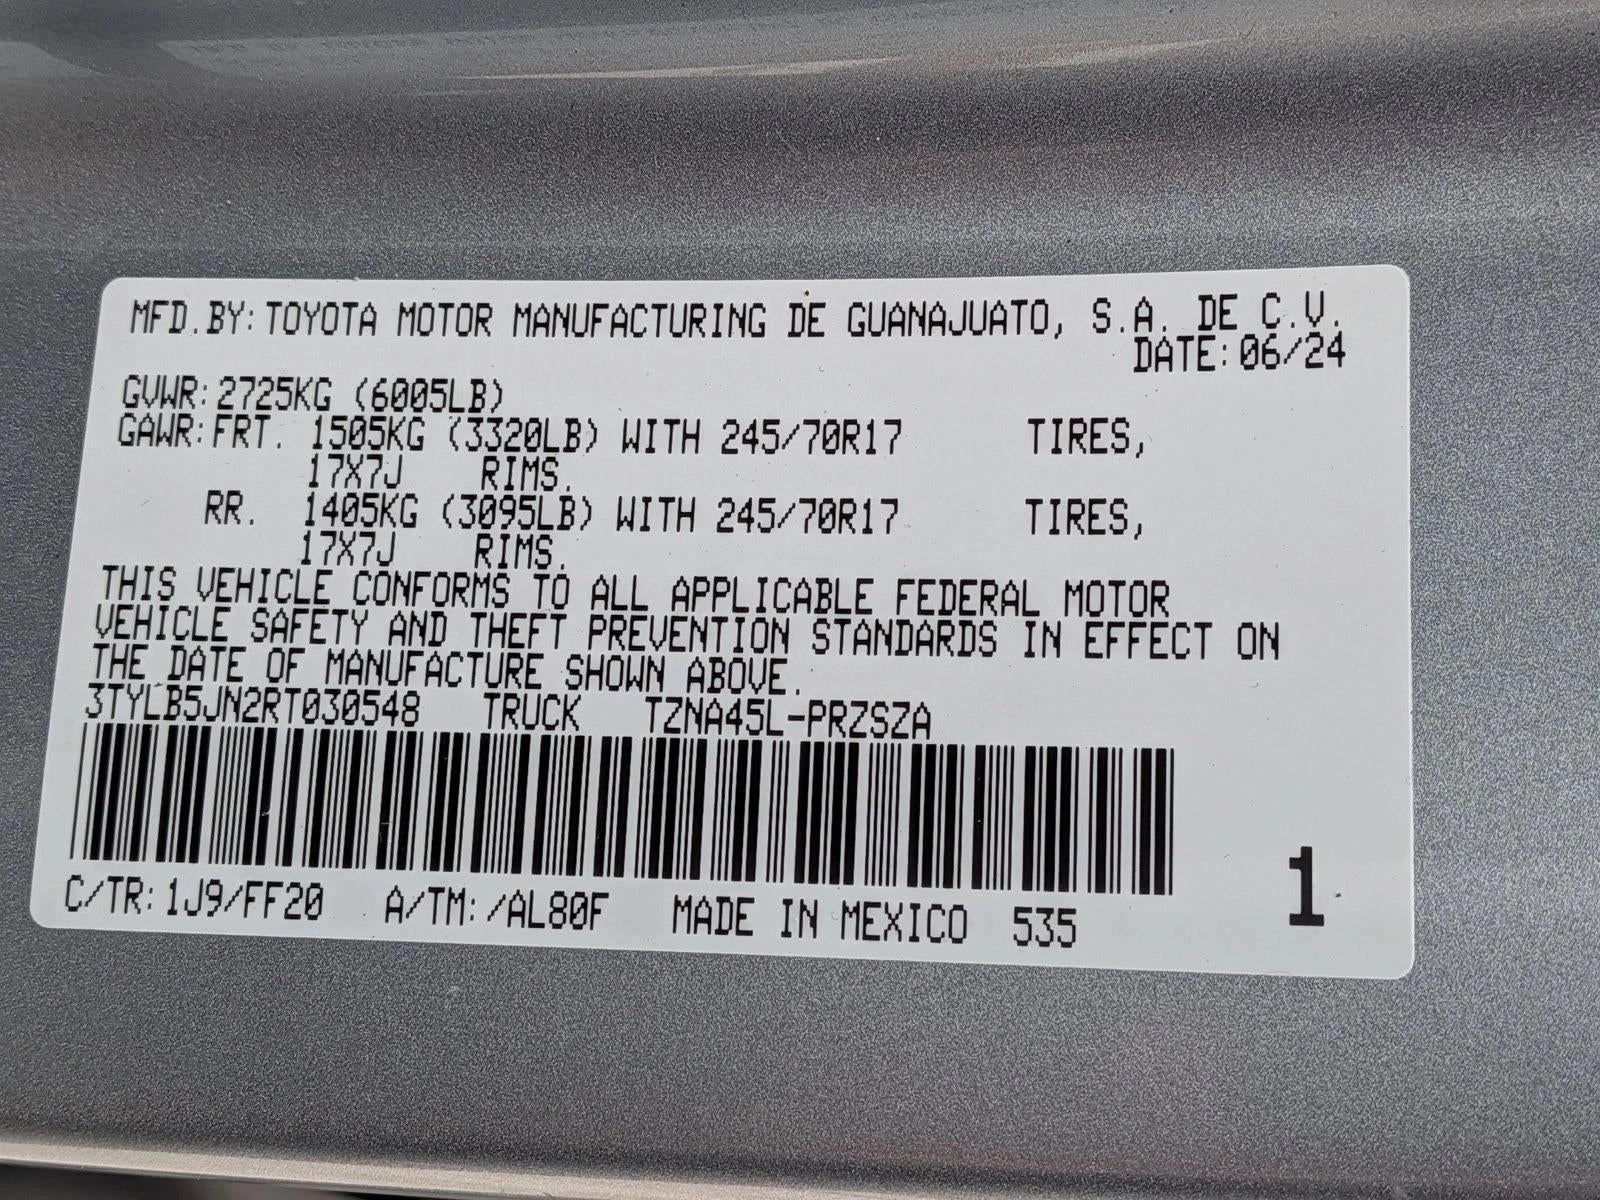 MFD.BY:TOYOTA MOTOR MANUFACTURING DE GUANAJUATO, S.A. DE C.V.
DATE:06/24
GVWR:2725KG (6005LB)
GAWR:FRT. 1505KG (3320LB) WITH 245/70R17 TIRES,
17X7J RIMS.
RR. 1405KG (3095LB) WITH 245/70R17 TIRES,
17X7J RIMS.
THIS VEHICLE CONFORMS TO ALL APPLICABLE FEDERAL MOTOR
VEHICLE SAFETY AND THEFT PREVENTION STANDARDS IN EFFECT ON
THE DATE OF MANUFACTURE SHOWN ABOVE.
3TYLB5JN2RT030548 TRUCK TZNA45L-PRZSZA
C/TR:1J9/FF20 A/TM:/AL80F MADE IN MEXICO 535
1